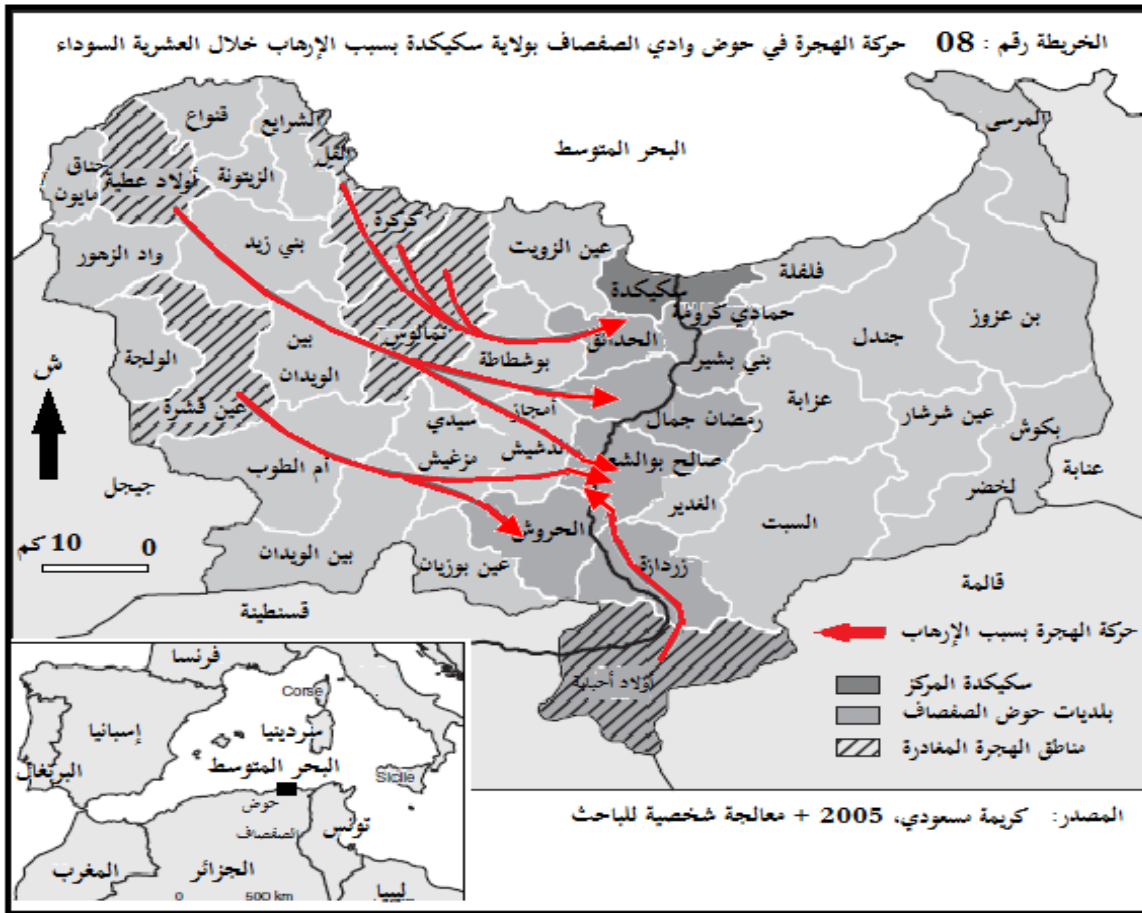 الخريطة رقم : 08 حركة الهجرة في حوض وادي الصفصاف بولاية سكيكدة بسبب الإرهاب خلال العشرية السوداء
المرسى
البحر المتوسط
قنواع
الشرايع
القل
خناق
مايون
أولاد عطية
الزيتونة
كركرة
عين الزويت
بني زيد
واد الزهور
سكيكدة
فلفلة
حمادي كرومة
بن عزوز
الحدائق
جندل
تمالوس
بوشطاطة
بني بشير
بين
الويدان
الولجة
ش
عين قشرة
أمجاز
رمضان جمال
عزابة
عين شرشار
بكوش
لخضر
عنابة
سيدي
مزغيش
صالح بوالشع
أم الطوب
جيجل
الغدير
السبت
الحروش
بين الويدان
عين بوزيان
زردازة
قالمة
10 كم
0
قسنطينة
أولاد أحبابة
حركة الهجرة بسبب الإرهاب
سكيكدة المركز
بلديات حوض الصفصاف
مناطق الهجرة المغادرة
فرنسا
Corse
إسبانيا
سردينيا
البرتغال
البحر المتوسط
Sicile
حوض
الصفصاف
تونس
المغرب
الجزائر
ليبيا
0
500 km
المصدر: كريمة مسعودي، 2005 + معالجة شخصية للباحث